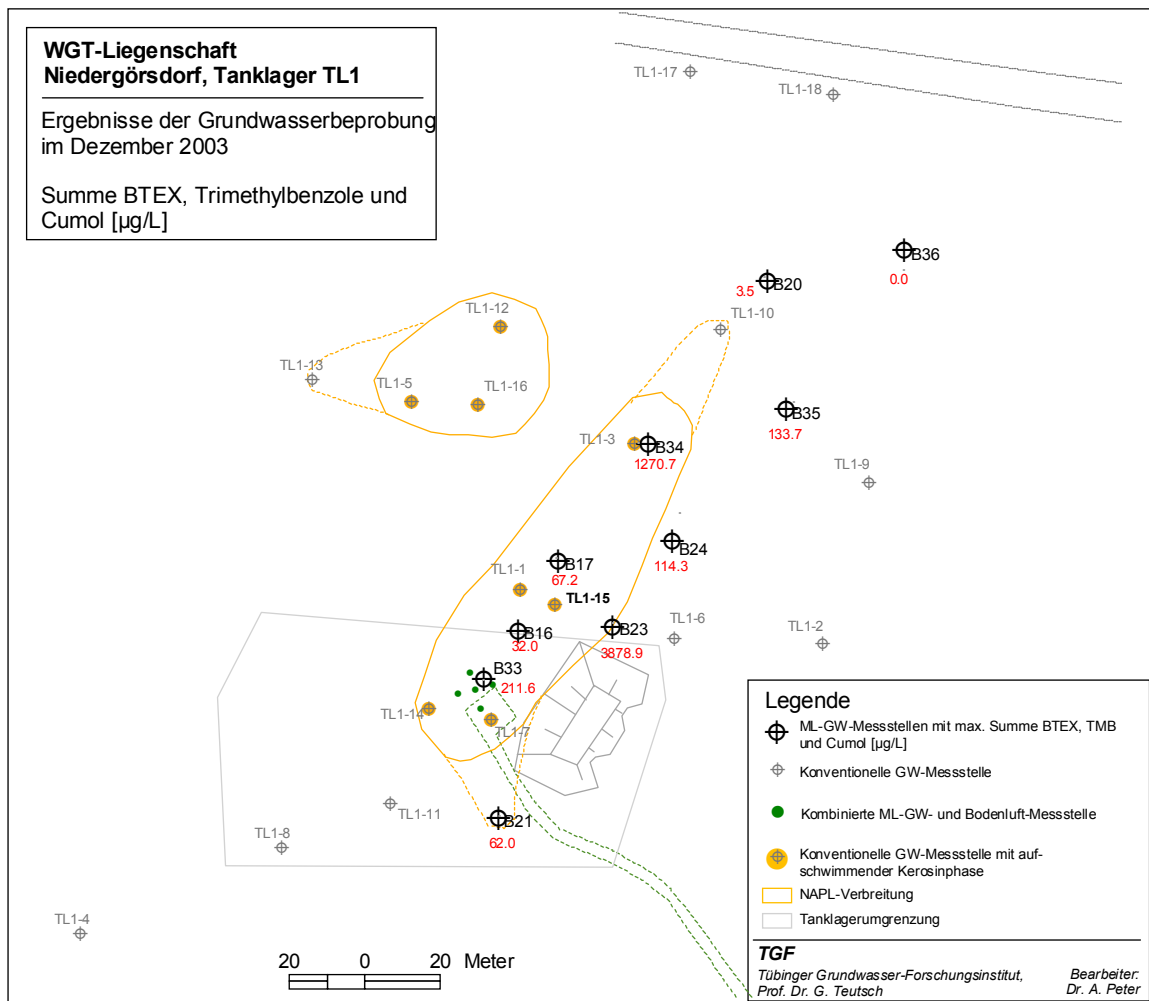 WGT-Liegenschaft
Niedergörsdorf, Tanklager TL1
Ergebnisse der Grundwasserbeprobung
im Dezember 2003
Summe BTEX, Trimethylbenzole und
Cumol [µg/L]
TL1-17
TL1-18
B36
0.0
B20
3.5
TL1-10
TL1-12
TL1-13
TL1-5
TL1-16
B35
133.7
TL1-3
B34
1270.7
TL1-9
B24
114.3
B17
67.2
TL1-1
TL1-15
B16
32.0
B23
3878.9
TL1-6
TL1-2
B33
211.6
TL1-14
TL1-7
TL1-11
B21
62.0
TL1-8
TL1-4
20 0 20 Meter
Legende
ML-GW-Messstellen mit max. Summe BTEX, TMB
und Cumol [µg/L]
Konventionelle GW-Messstelle
Kombinierte ML-GW- und Bodenluft-Messstelle
Konventionelle GW-Messstelle mit auf-
schwimmender Kerosinphase
NAPL-Verbreitung
Tanklagerumgrenzung
TGF
Tübinger Grundwasser-Forschungsinstitut, Bearbeiter:
Prof. Dr. G. Teutsch Dr. A. Peter